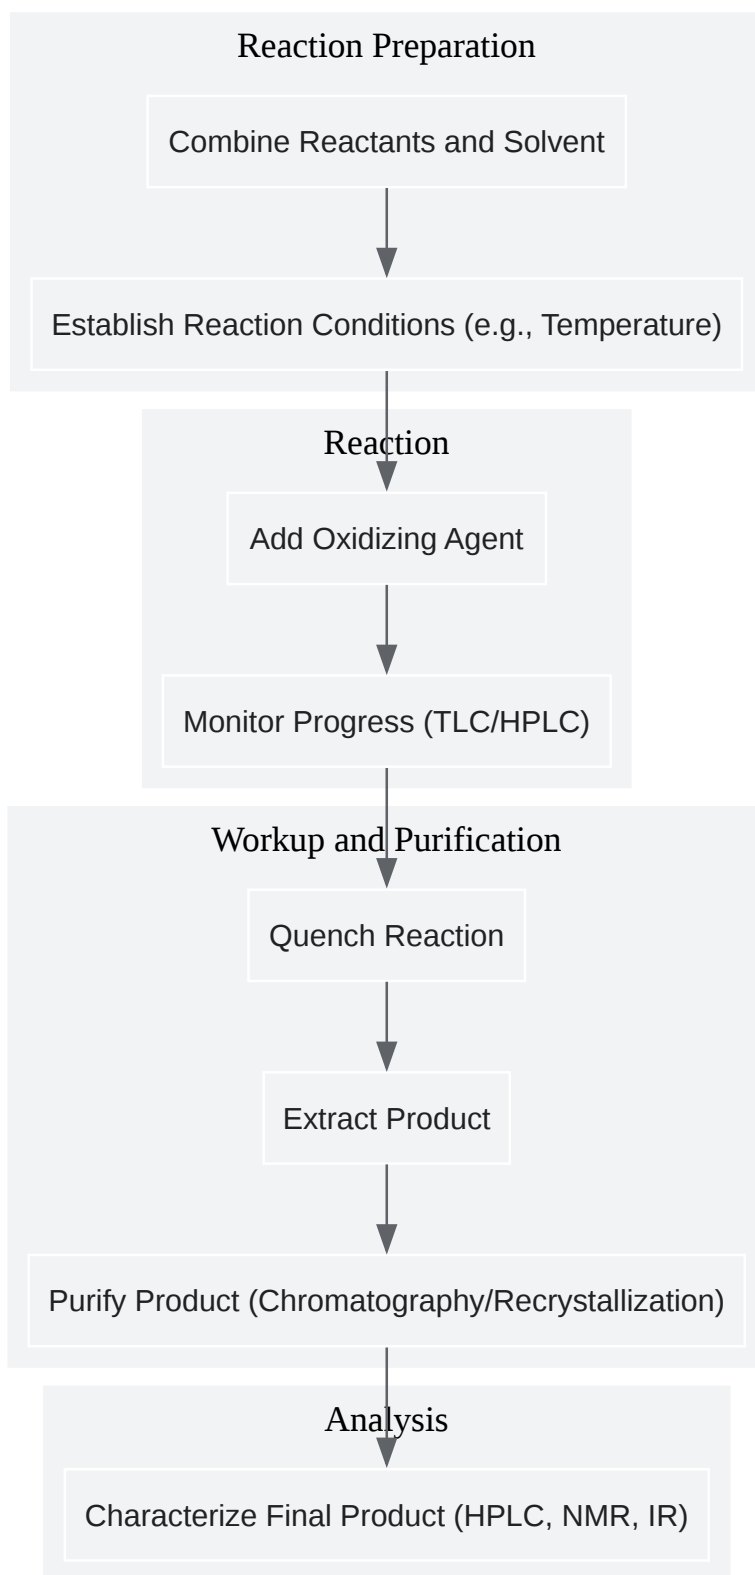 Reaction Preparation
Combine Reactants and Solvent
Establish Reaction Conditions (e.g., Temperature)
Reaction
Add Oxidizing Agent
Monitor Progress (TLC/HPLC)
Workup and Purification
Quench Reaction
Extract Product
Purify Product (Chromatography/Recrystallization)
Analysis
Characterize Final Product (HPLC, NMR, IR)